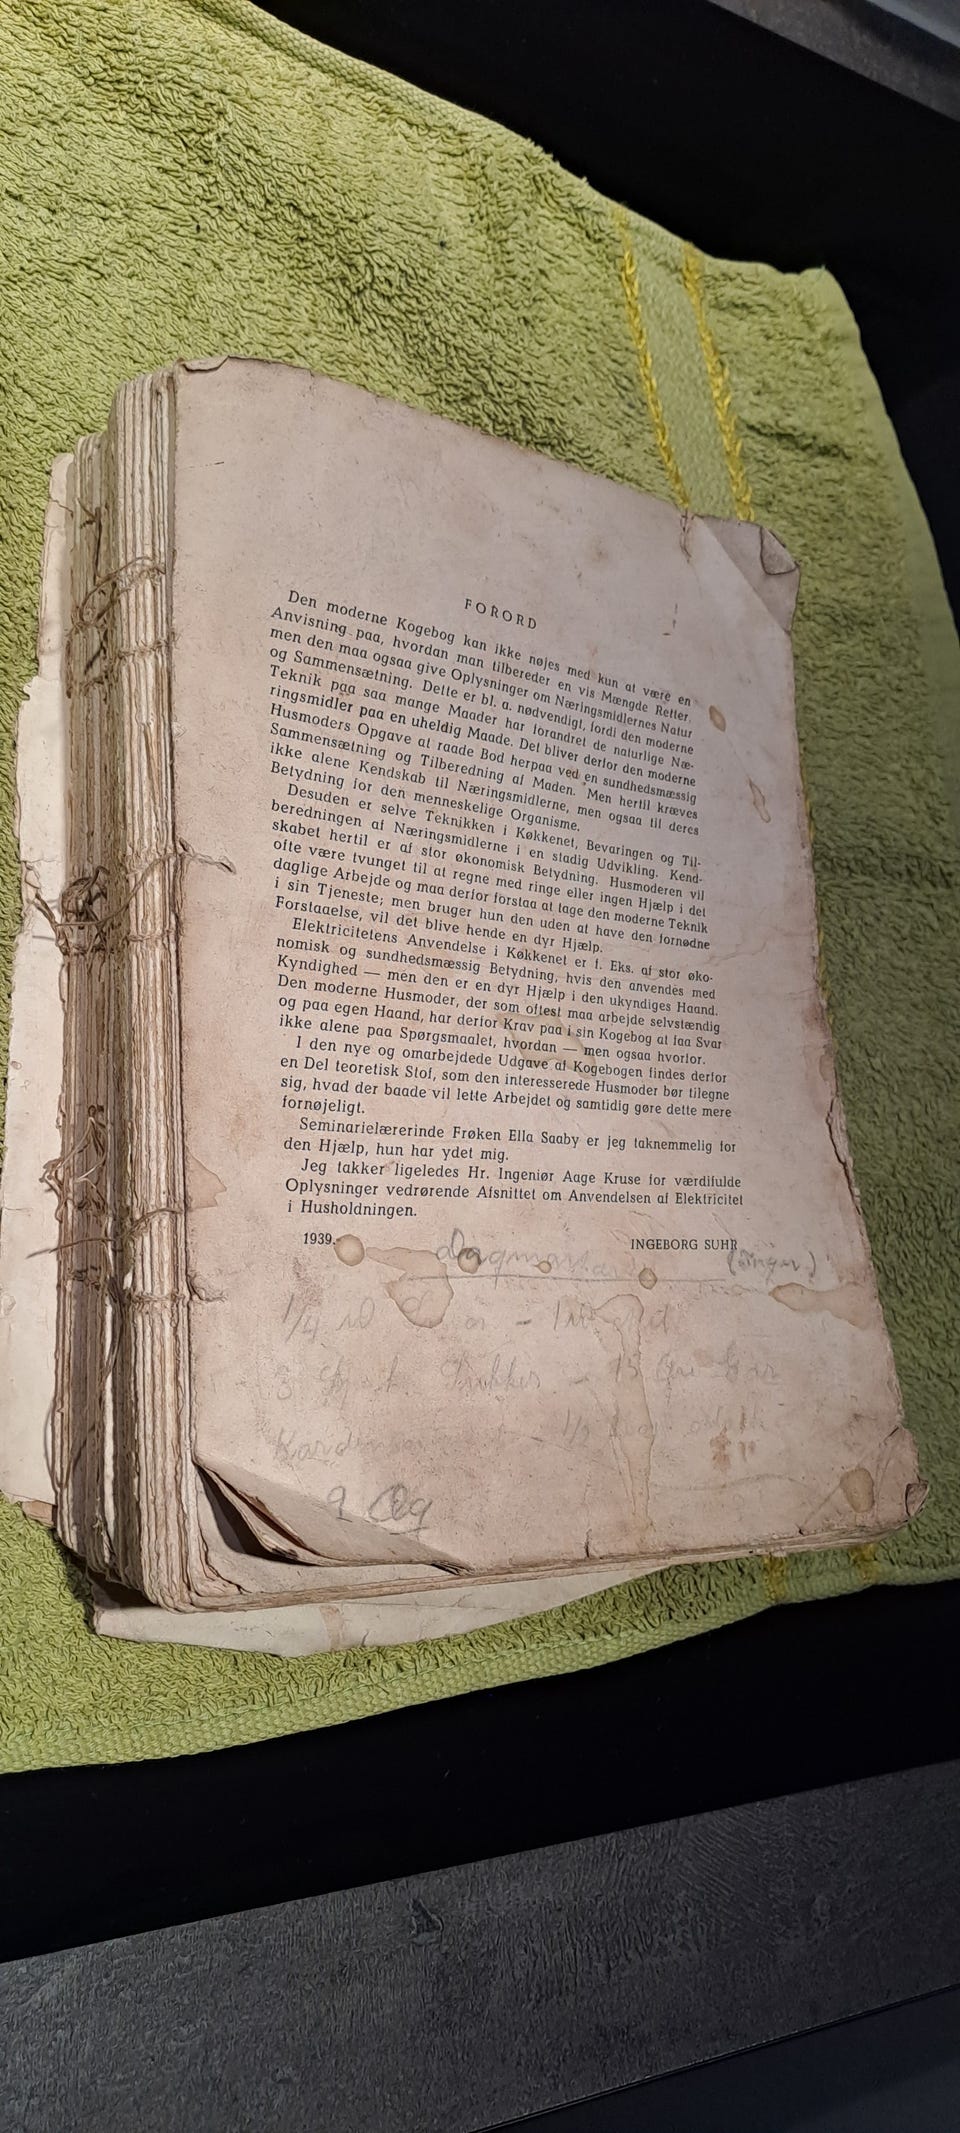 FORORD
Den moderne Kogebog kan ikke nøjes med kun at være en
Anvisning paa, hvordan man tilbereder en vis Mængde Retter,
men den maa ogsaa give Oplysninger om Næringsmidlernes Natur
og Sammensætning. Dette er bl. a. nødvendigt, fordi den moderne
Teknik paa saa mange Maader har forandret de naturlige Næ-
ringsmidler paa en uheldig Maade. Det bliver derfor den moderne
Husmoders Opgave at raade Bod herpaa ved en sundhedsmæssig
Sammensætning og Tilberedning af Maden. Men hertil kræves
ikke alene Kendskab til Næringsmidlerne, men ogsaa til deres
Betydning for den menneskelige Organisme.
Desuden er selve Teknikken i Køkkenet, Bevaringen og Til-
beredningen af Næringsmidlerne i en stadig Udvikling. Kend-
skabet hertil er af stor økonomisk Betydning. Husmoderen vil
ofte være tvunget til at regne med ringe eller ingen Hjælp i det
daglige Arbejde og maa derfor forstaa at tage den moderne Teknik
i sin Tjeneste; men bruger hun den uden at have den fornødne
Forstaaelse, vil det blive hende en dyr Hjælp.
Elektricitetens Anvendelse i Køkkenet er f. Eks. af stor øko-
nomisk og sundhedsmæssig Betydning, hvis den anvendes med
Kyndighed — men den er en dyr Hjælp i den ukyndiges Haand.
Den moderne Husmoder, der som oftest maa arbejde selvstændig
og paa egen Haand, har derfor Krav paa i sin Kogebog at faa Svar
ikke alene paa Spørgsmaalet, hvordan — men ogsaa hvorfor.
I den nye og omarbejdede Udgave af Kogebogen findes derfor
en Del teoretisk Stof, som den interesserede Husmoder bør tilegne
sig, hvad der baade vil lette Arbejdet og samtidig gøre dette mere
fornøjeligt.
Seminarielærerinde Frøken Ella Saaby er jeg taknemmelig for
den Hjælp, hun har ydet mig.
Jeg takker ligeledes Hr. Ingeniør Aage Kruse for værdifulde
Oplysninger vedrørende Afsnittet om Anvendelsen af Elektricitet
i Husholdningen.
1939. INGEBORG SUHR
1/4
3 - 15 Øre Gær
1/2
2 Æg